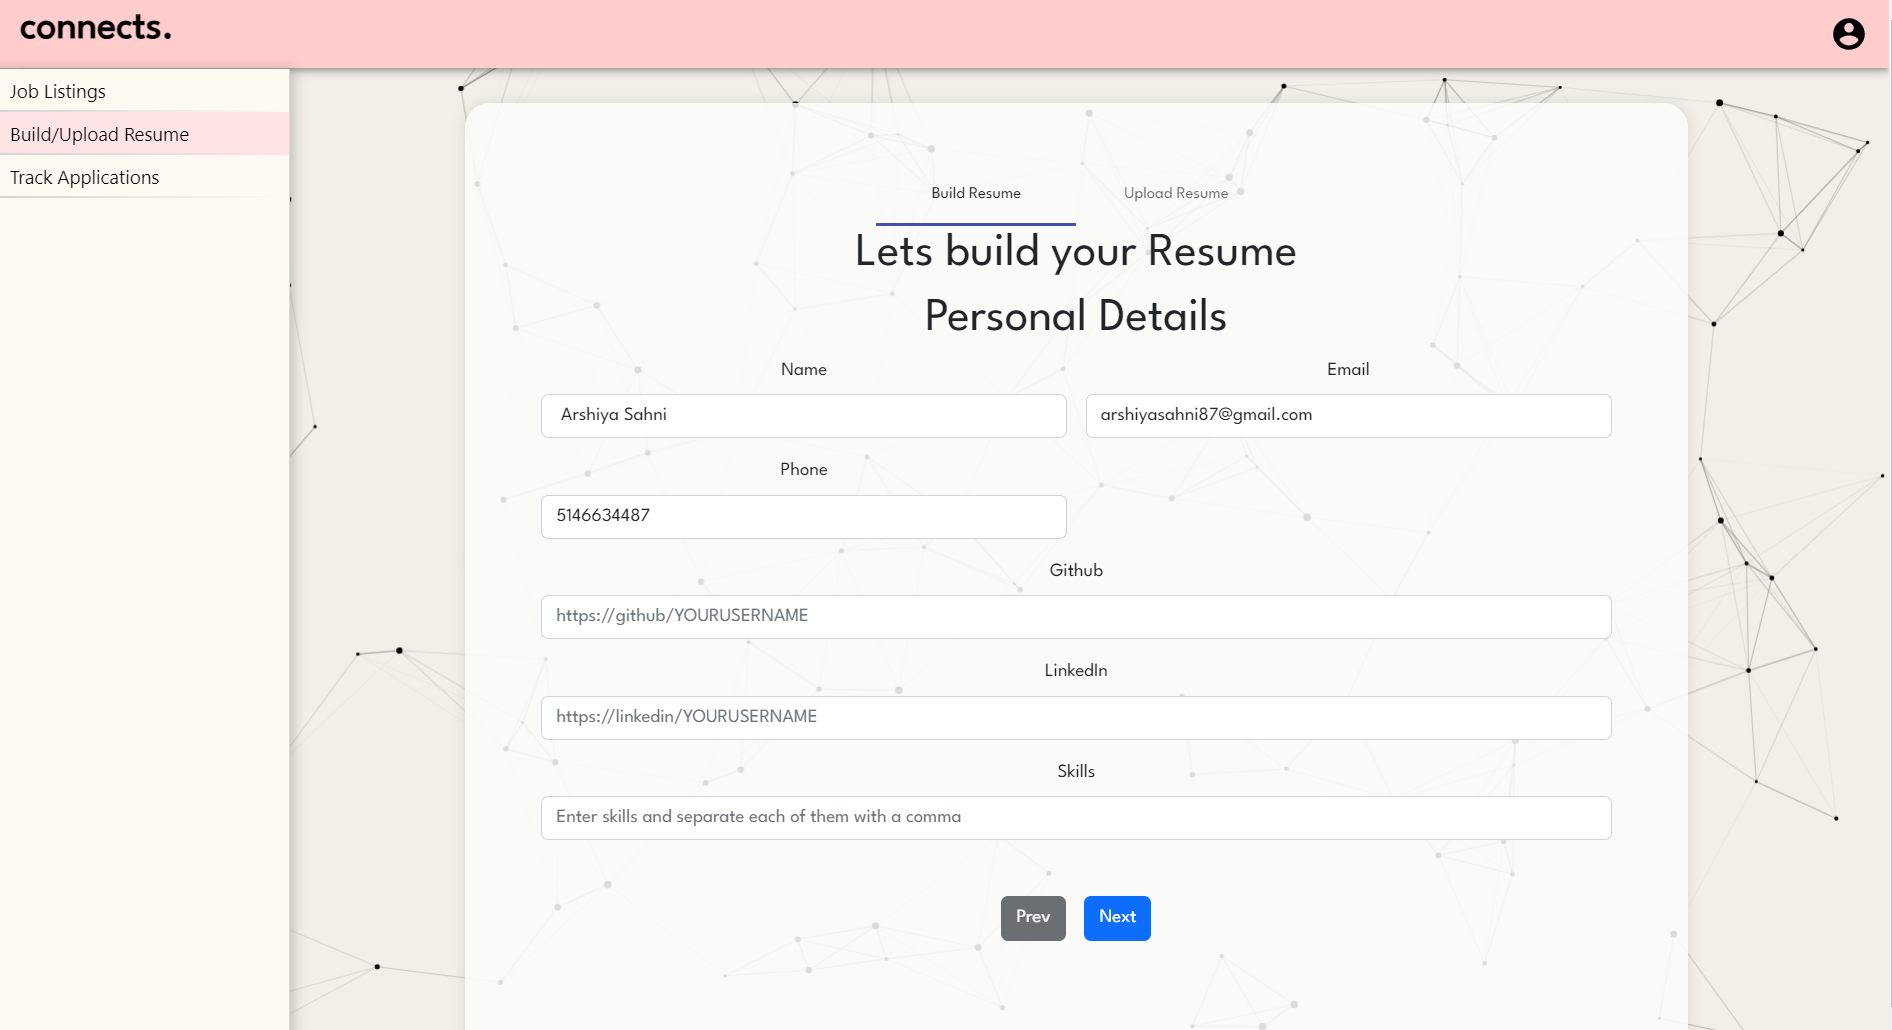 connects.
Job Listings
Build/Upload Resume
Track Applications
Build Resume
Upload Resume
Lets build your Resume
Personal Details
Name
Email
Arshiya Sahni
arshiyasahni87@gmail.com
Phone
5146634487
Github
https://github/YOURUSERNAME
LinkedIn
https://linkedin/YOURUSERNAME
Skills
Enter skills and separate each of them with a comma
Prev
Next